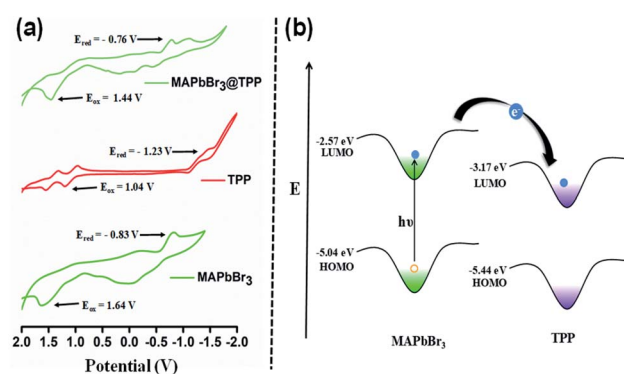 (a)
E_red = - 0.76 V
MAPbBr₃@TPP
E_ox = 1.44 V
E_red = - 1.23 V
TPP
E_ox = 1.04 V
E_red = - 0.83 V
MAPbBr₃
E_ox = 1.64 V
2.0 1.5 1.0 0.5 0.0 -0.5 -1.0 -1.5 -2.0
Potential (V)
(b)
E
e⁻
-2.57 eV
LUMO
-3.17 eV
LUMO
hυ
-5.04 eV
HOMO
-5.44 eV
HOMO
MAPbBr₃
TPP